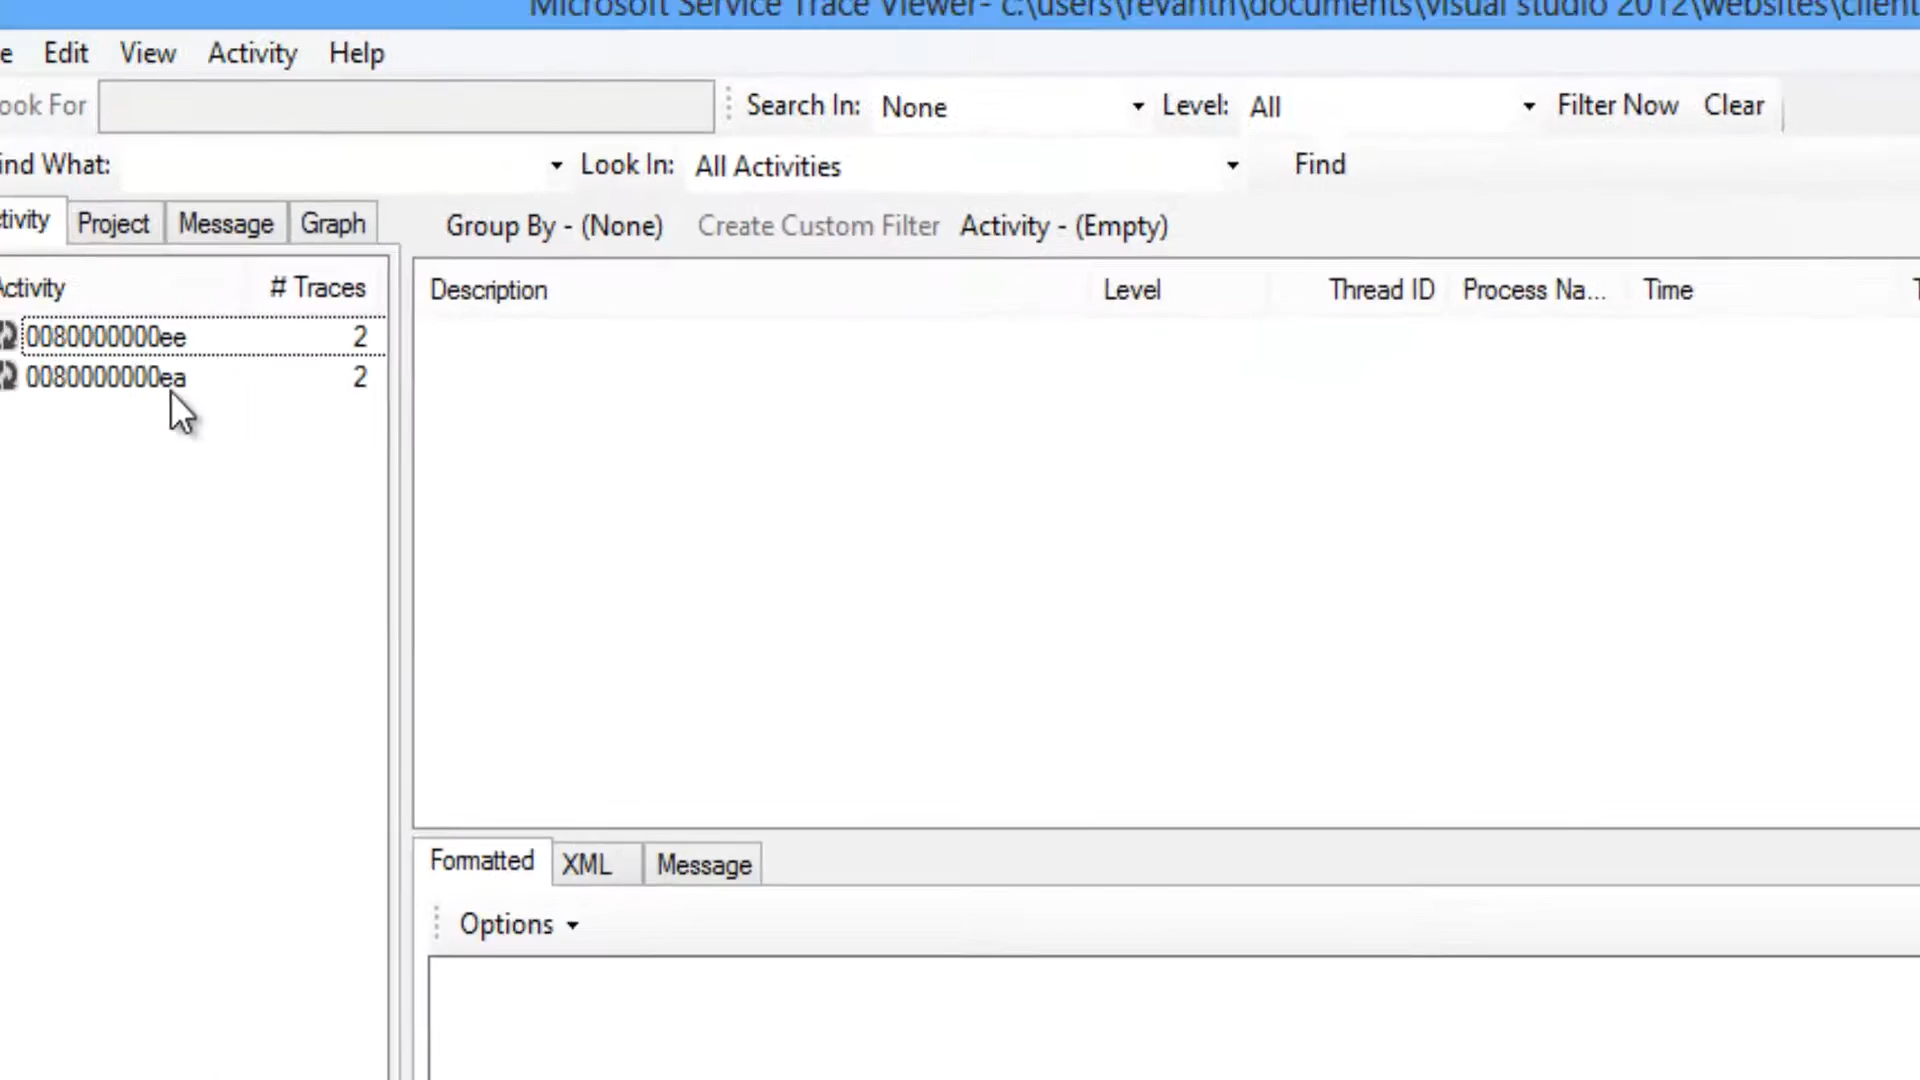 Microsoft Service Trace Viewer- c:\users\revanth\documents\visual studio 2012\websites\client
e Edit View Activity Help
ook For Search In: None Level: All Filter Now Clear
ind What: Look In: All Activities Find
tivity Project Message Graph Group By - (None) Create Custom Filter Activity - (Empty)
Activity # Traces Description Level Thread ID Process Na... Time T
0080000000ee 2
0080000000ea 2
Formatted XML Message
Options